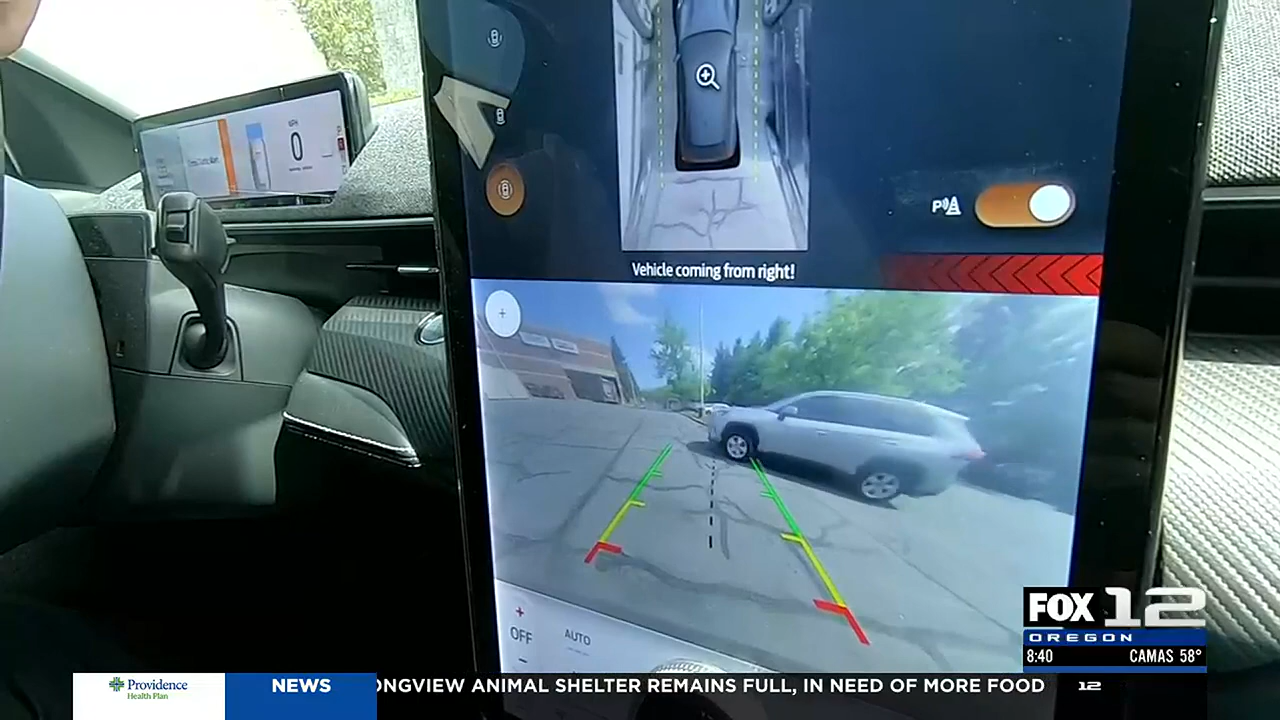 MPH
0
P
Vehicle coming from right!
+
+
OFF
-
AUTO
FOX 12
OREGON
8:40 CAMAS 58°
Providence
Health Plan
NEWS
ONGVIEW ANIMAL SHELTER REMAINS FULL, IN NEED OF MORE FOOD
12